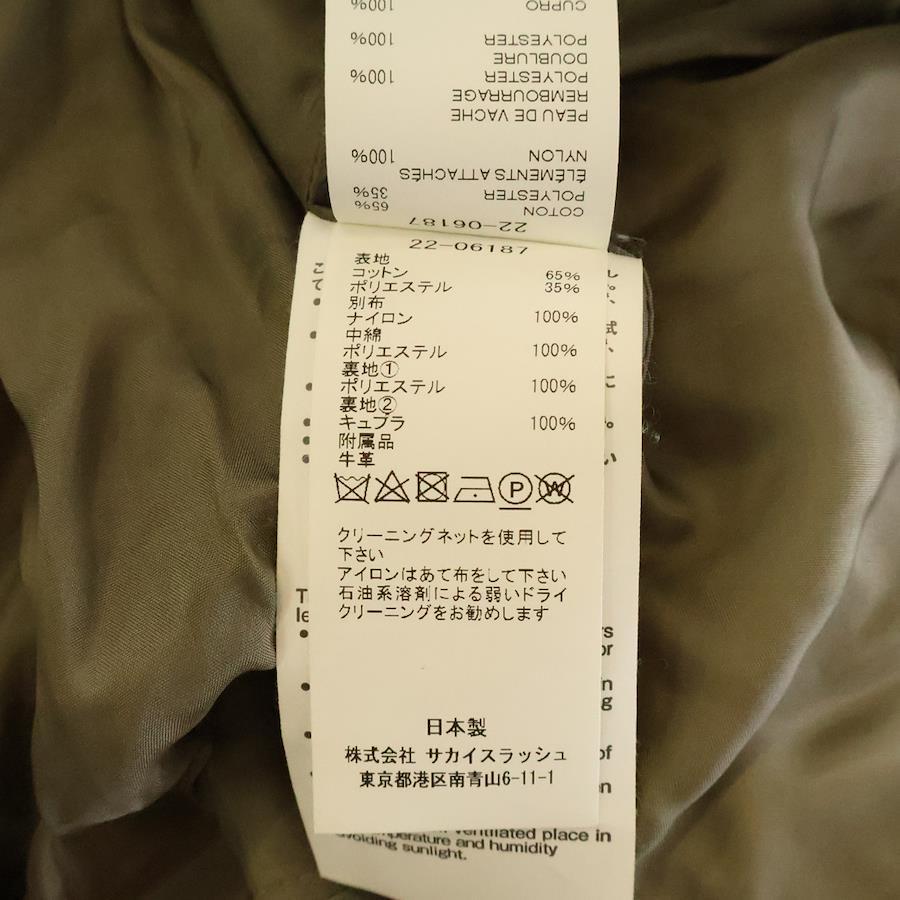 CUPRO 100%
POLYESTER 100%
DOUBLURE
POLYESTER 100%
REMBOURRAGE
PEAU DE VACHE
NYLON 100%
ÉLÉMENTS ATTACHÉS
POLYESTER 35%
COTON 65%
22-06187
22-06187
表地
コットン 65%
ポリエステル 35%
別布
ナイロン 100%
中綿
ポリエステル 100%
裏地①
ポリエステル 100%
裏地②
キュプラ 100%
附属品
牛革
P W
クリーニングネットを使用して
下さい
アイロンはあて布をして下さい
石油系溶剤による弱いドライ
クリーニングをお勧めします
日本製
株式会社 サカイスラッシュ
東京都港区南青山6-11-1
of
ventilated place in
temperature and humidity
avoiding sunlight.